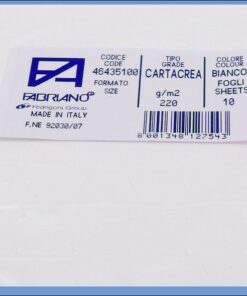 CODICE
CODE
46435100
FORMATO
SIZE
TIPO
GRADE
CARTACREA
g/m2
220
COLORE
COLOUR
BIANCO
FOGLI
SHEETS
10
FABRIANO
Fedrigoni Group
MADE IN ITALY
F.NE 92030/07
8 001348 127543